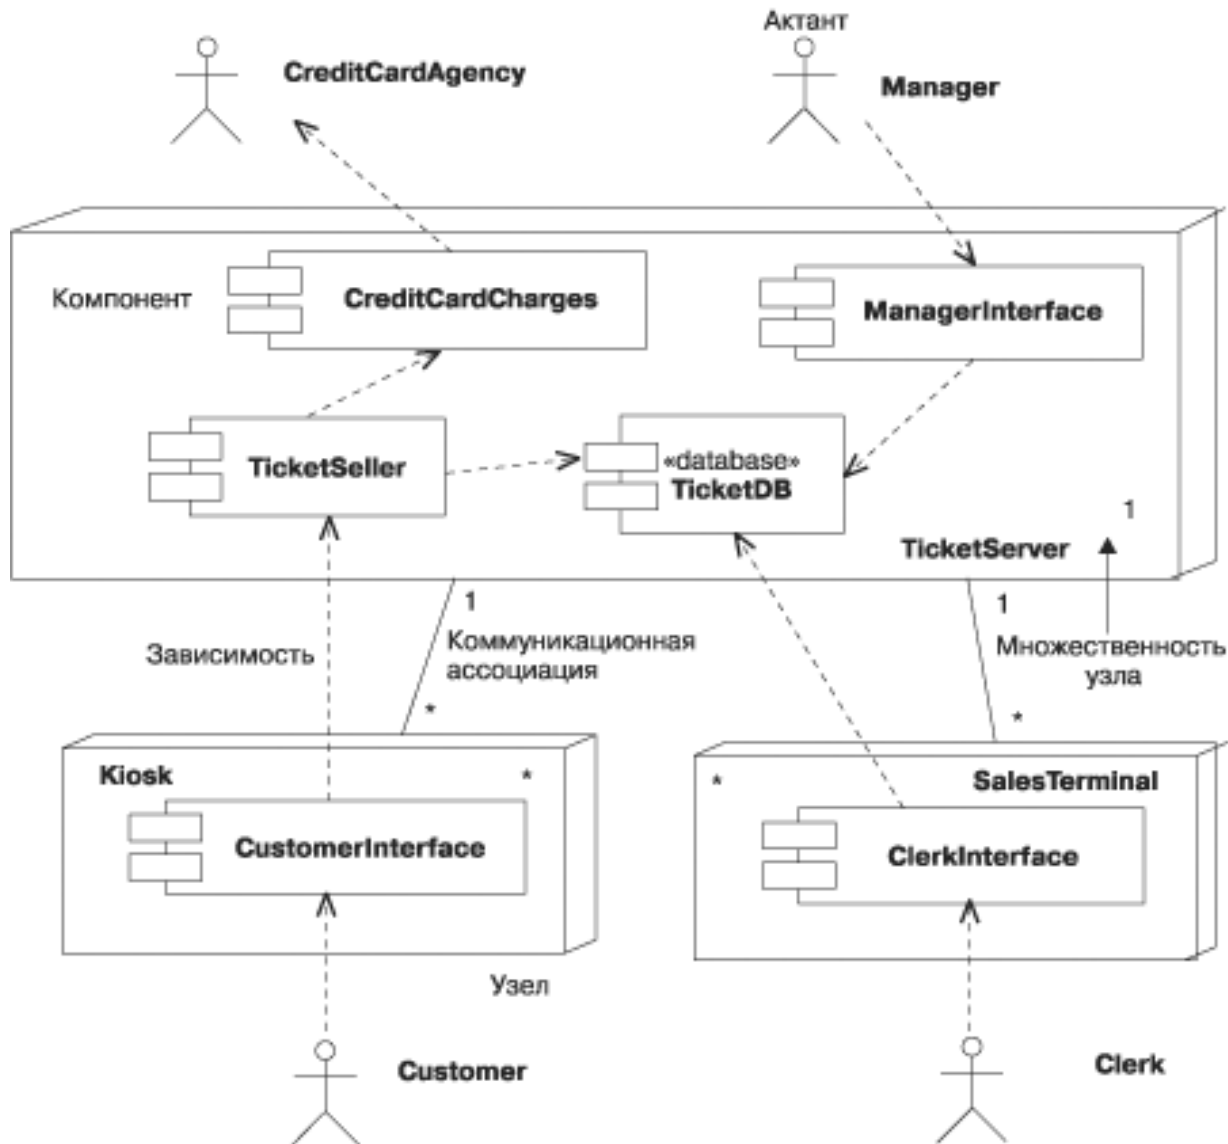 Актант
CreditCardAgency
Manager
Компонент
CreditCardCharges
ManagerInterface
TicketSeller
«database»
TicketDB
1
TicketServer
1
1
Зависимость
Коммуникационная
ассоциация
Множественность
узла
*
*
Kiosk
*
*
SalesTerminal
CustomerInterface
ClerkInterface
Узел
Customer
Clerk